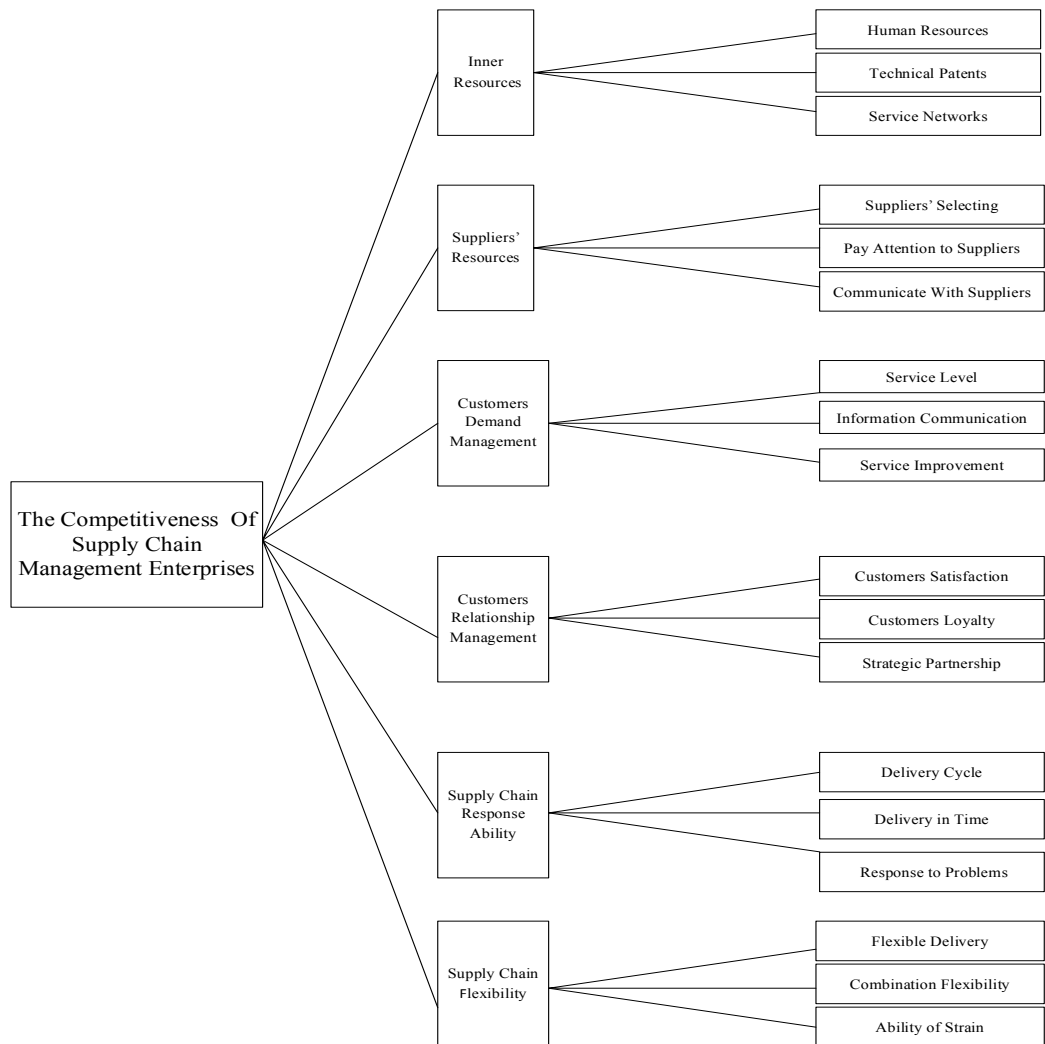 Human Resources
Inner
Resources
Technical Patents
Service Networks
Suppliers’ Selecting
Suppliers’
Resources
Pay Attention to Suppliers
Communicate With Suppliers
Service Level
Customers
Demand
Management
Information Communication
Service Improvement
The Competitiveness Of
Supply Chain
Management Enterprises
Customers Satisfaction
Customers
Relationship
Management
Customers Loyalty
Strategic Partnership
Delivery Cycle
Supply Chain
Response
Ability
Delivery in Time
Response to Problems
Flexible Delivery
Supply Chain
Flexibility
Combination Flexibility
Ability of Strain